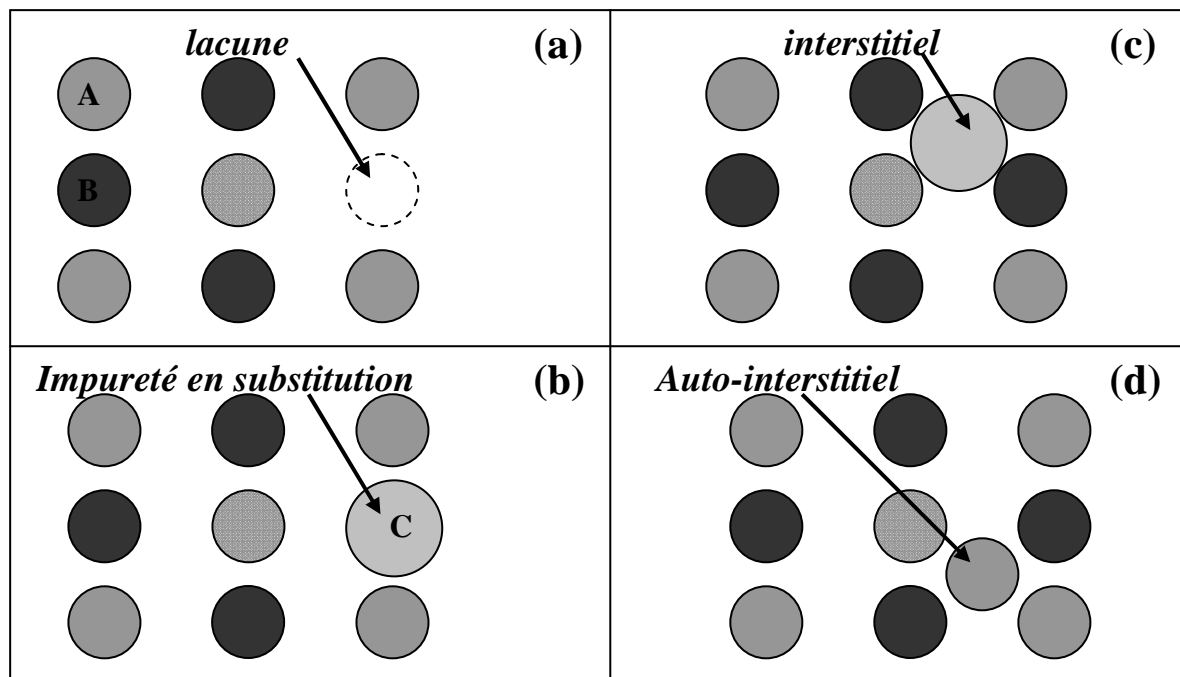 lacune (a)
A
B
interstitiel (c)
Impureté en substitution (b)
C
Auto-interstitiel (d)